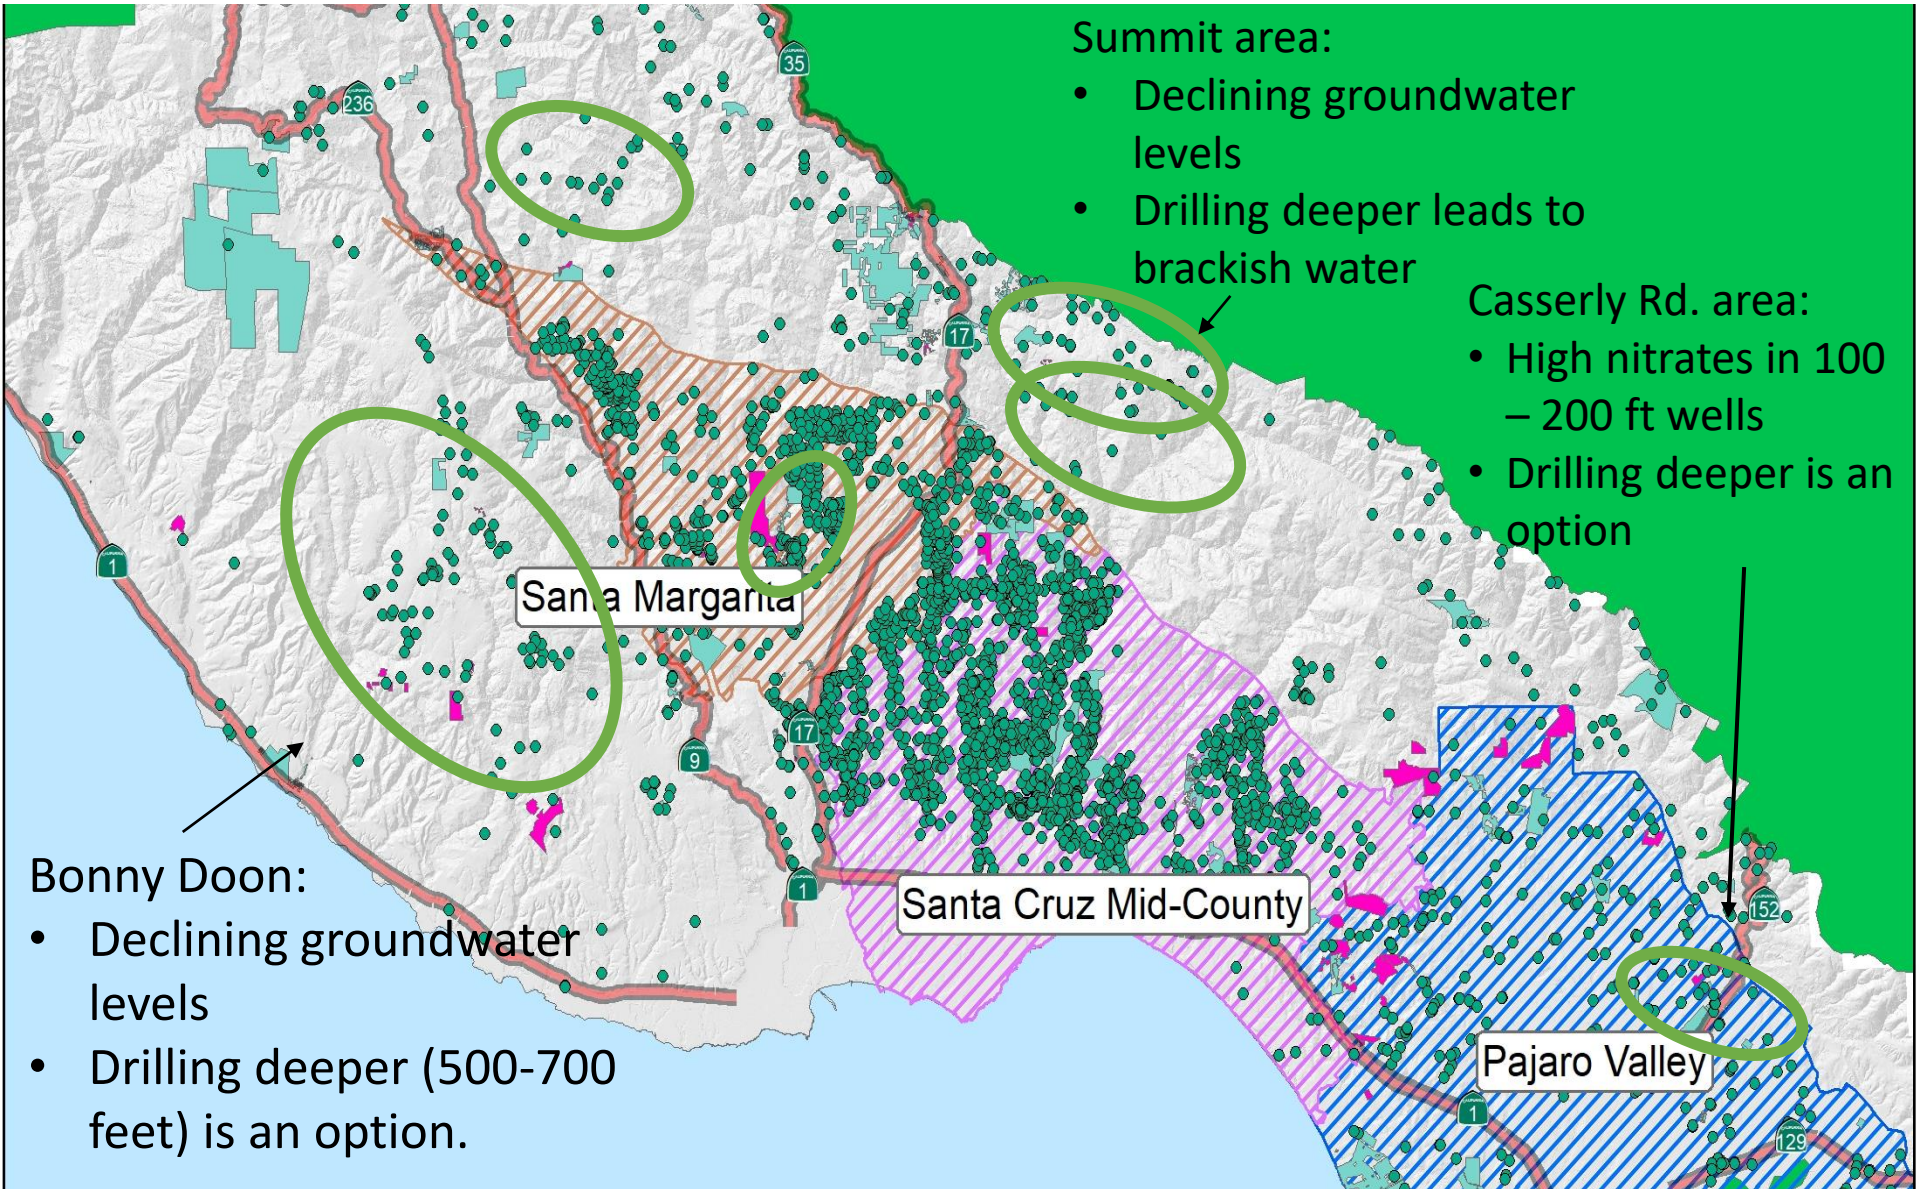 Summit area:
• Declining groundwater
levels
• Drilling deeper leads to
brackish water
Casserly Rd. area:
• High nitrates in 100
– 200 ft wells
• Drilling deeper is an
option
35
236
17
1
Santa Margarita
17
9
1
Santa Cruz Mid-County
152
Pajaro Valley
1
129
Bonny Doon:
• Declining groundwater
levels
• Drilling deeper (500-700
feet) is an option.